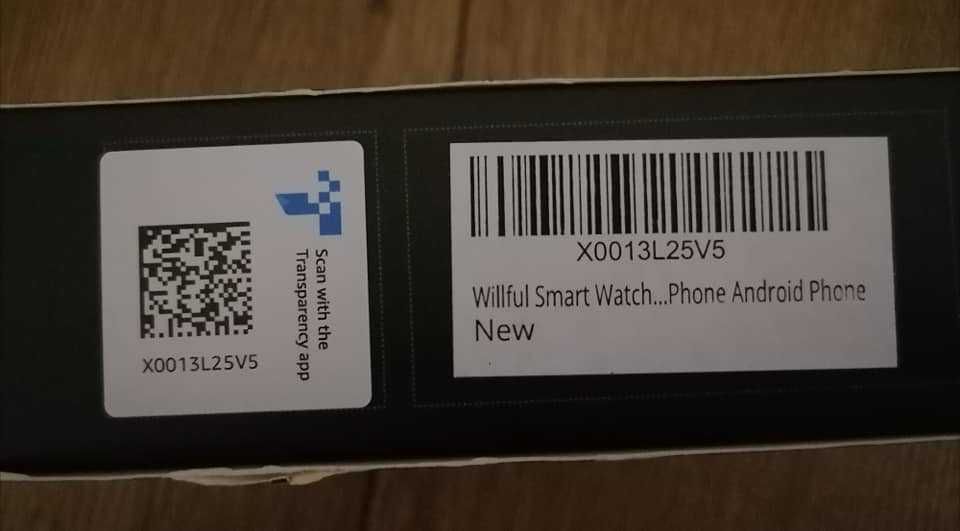 Scan with the
Transparency app
X0013L25V5
X0013L25V5
Willful Smart Watch...Phone Android Phone
New